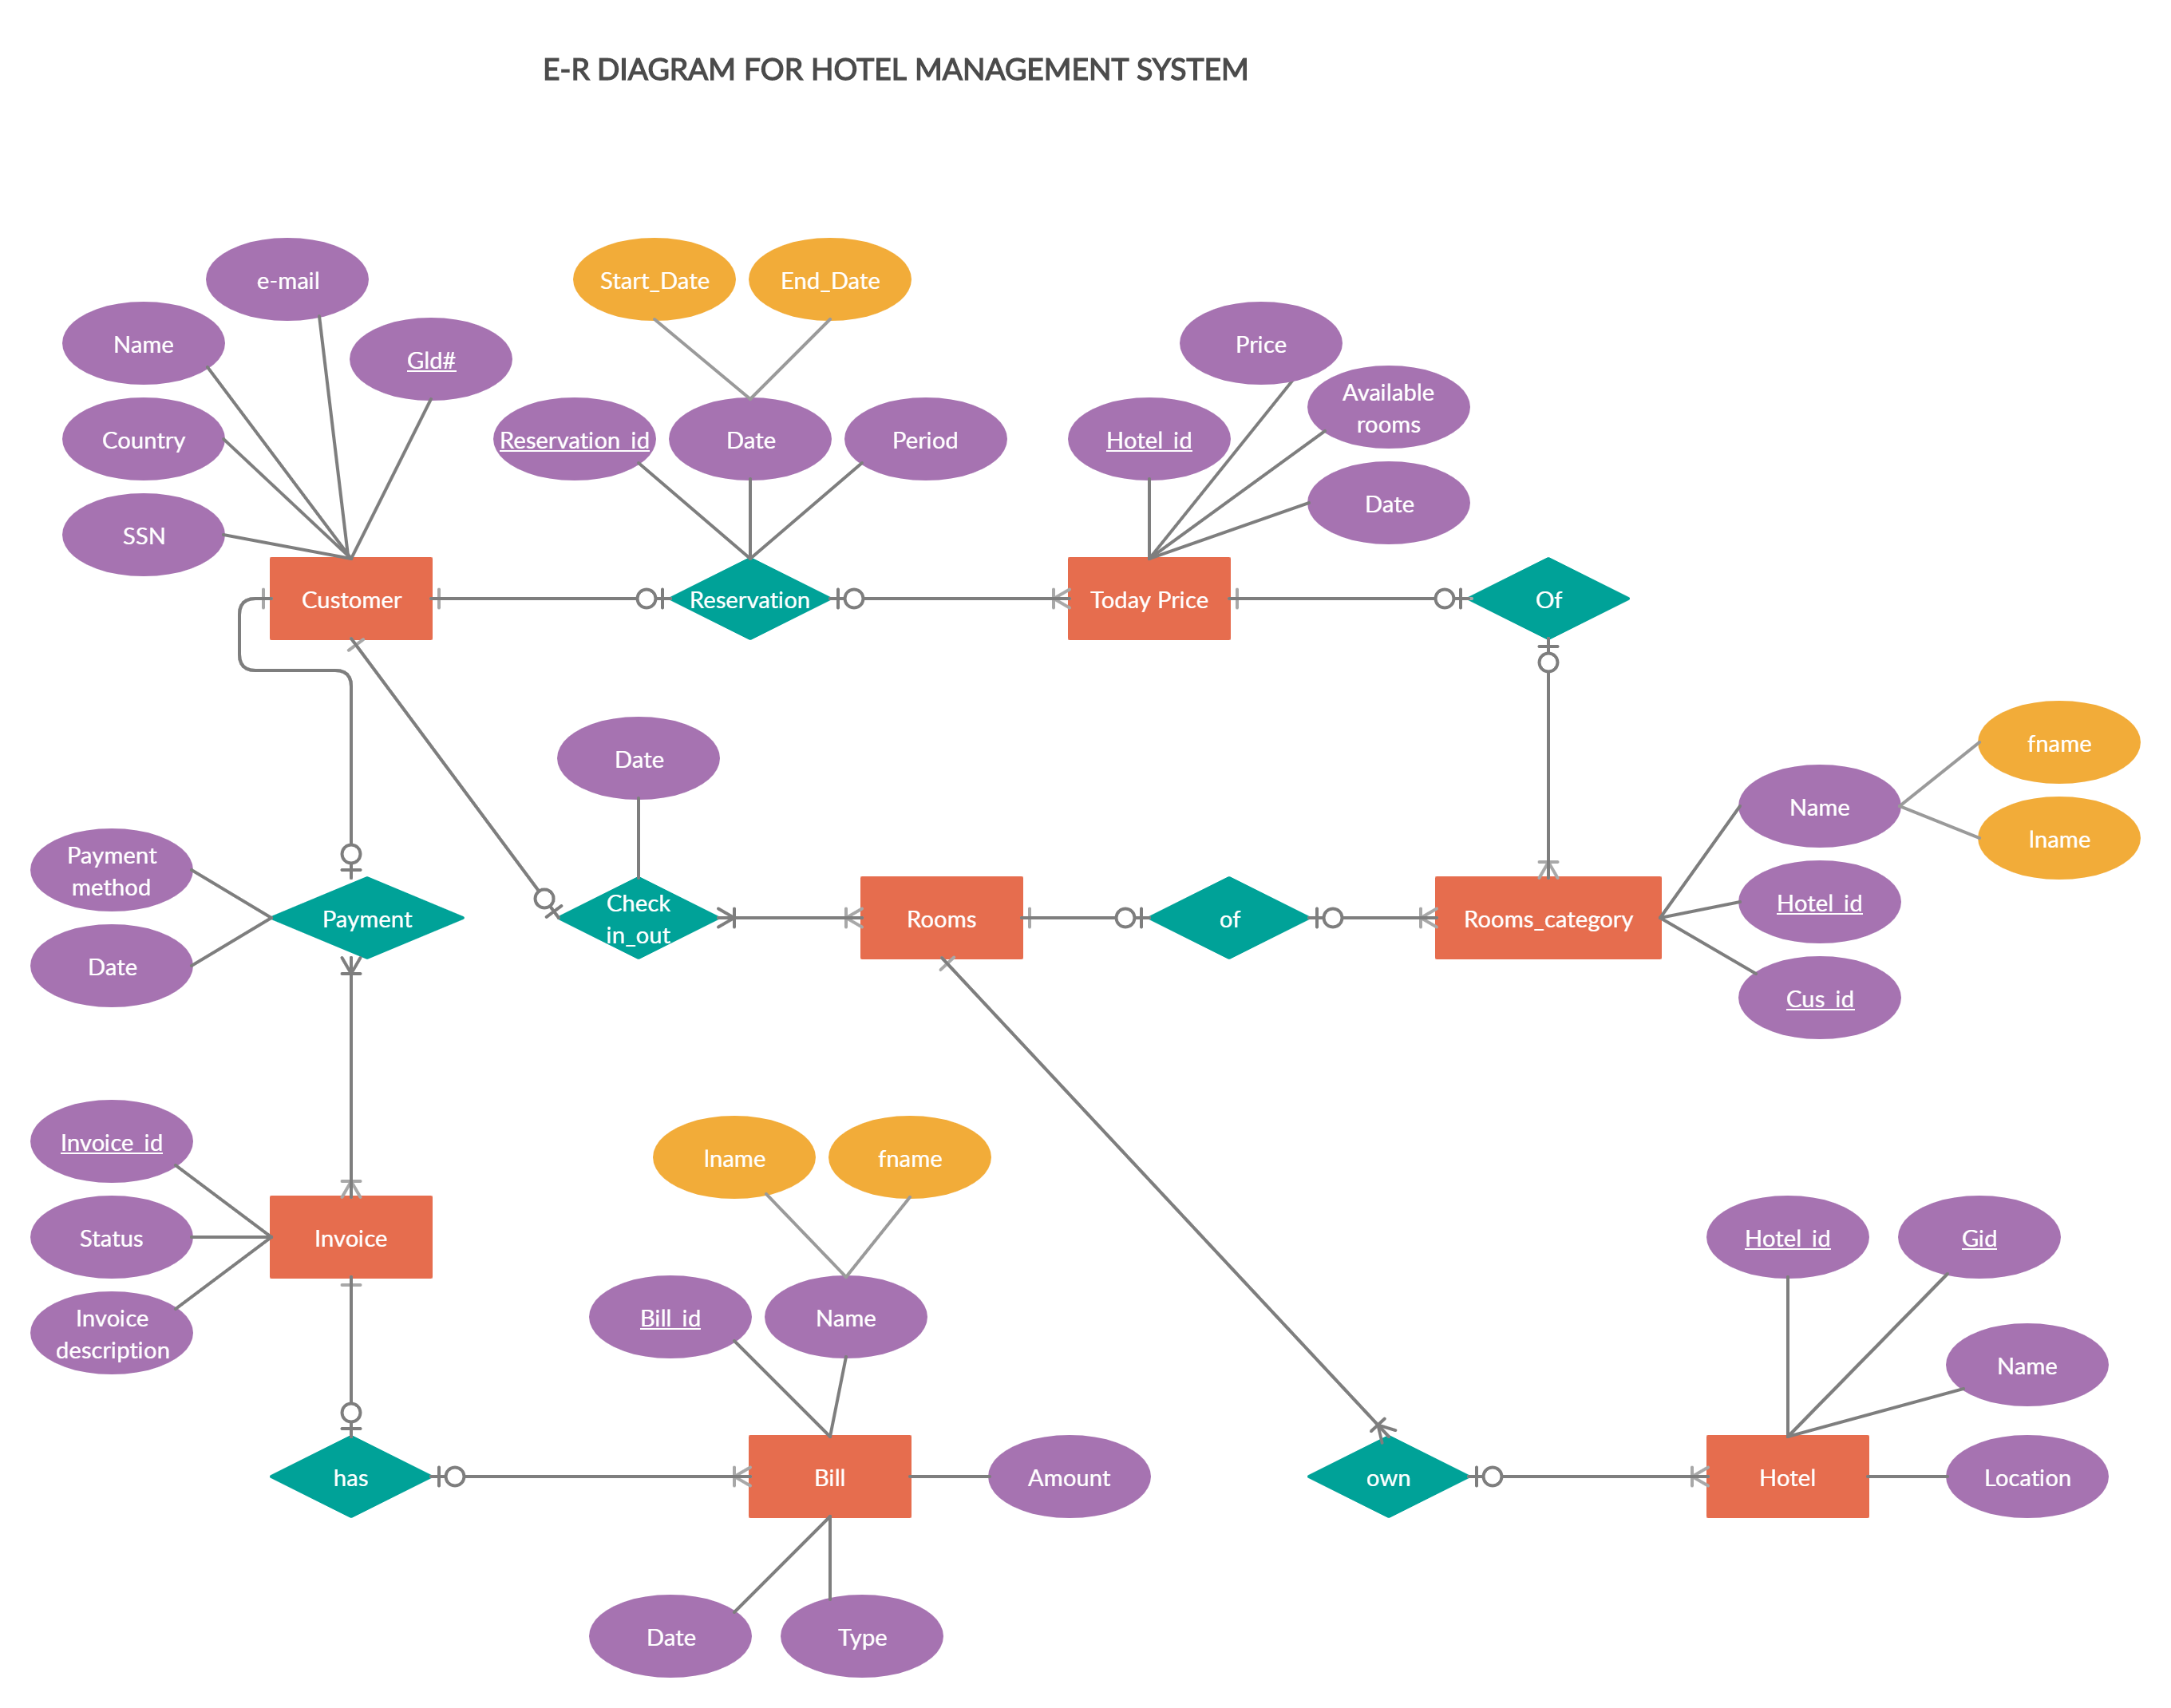 E-R DIAGRAM FOR HOTEL MANAGEMENT SYSTEM
e-mail
Start_Date
End_Date
Name
Gld#
Price
Available
rooms
Country
Reservation_id
Date
Period
Hotel_id
SSN
Date
Customer
Reservation
Today Price
Of
Date
fname
Name
lname
Payment
method
Hotel_id
Check
in_out
Payment
Rooms
of
Rooms_category
Date
Cus_id
Invoice_id
lname
fname
Status
Invoice
Hotel_id
Gid
Invoice
description
Bill_id
Name
Name
has
Bill
Amount
own
Hotel
Location
Date
Type